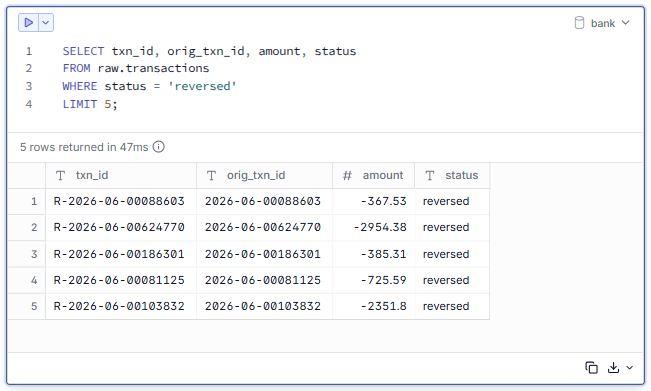 bank
1 SELECT txn_id, orig_txn_id, amount, status
2 FROM raw.transactions
3 WHERE status = 'reversed'
4 LIMIT 5;
5 rows returned in 47ms
txn_id orig_txn_id # amount status
1 R-2026-06-00088603 2026-06-00088603 -367.53 reversed
2 R-2026-06-00624770 2026-06-00624770 -2954.38 reversed
3 R-2026-06-00186301 2026-06-00186301 -385.31 reversed
4 R-2026-06-00081125 2026-06-00081125 -725.59 reversed
5 R-2026-06-00103832 2026-06-00103832 -2351.8 reversed